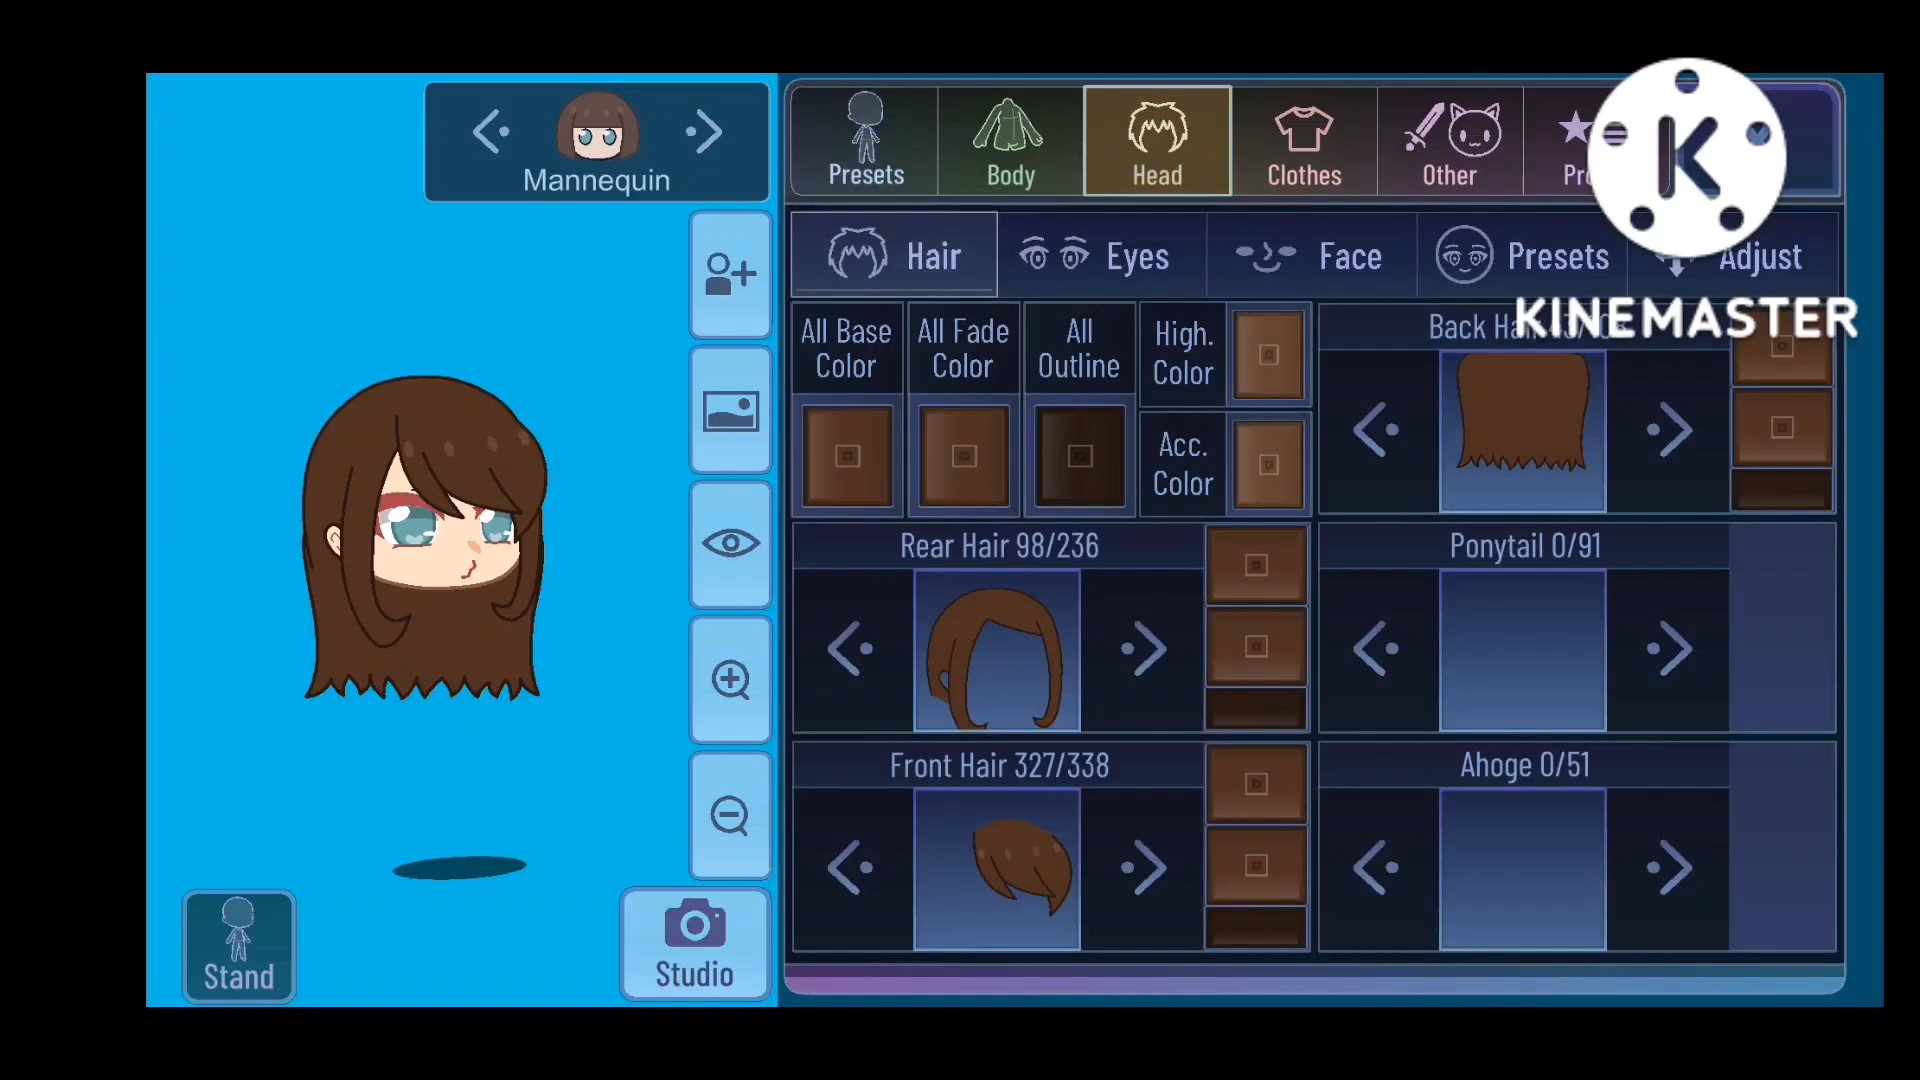 Mannequin
Presets
Body
Head
Clothes
Other
Hair
Eyes
Face
Presets
Adjust
K
KINEMASTER
All Base
Color
All Fade
Color
All
Outline
High.
Color
Acc.
Color
Back
Rear Hair 98/236
Ponytail 0/91
Front Hair 327/338
Ahoge 0/51
Stand
Studio